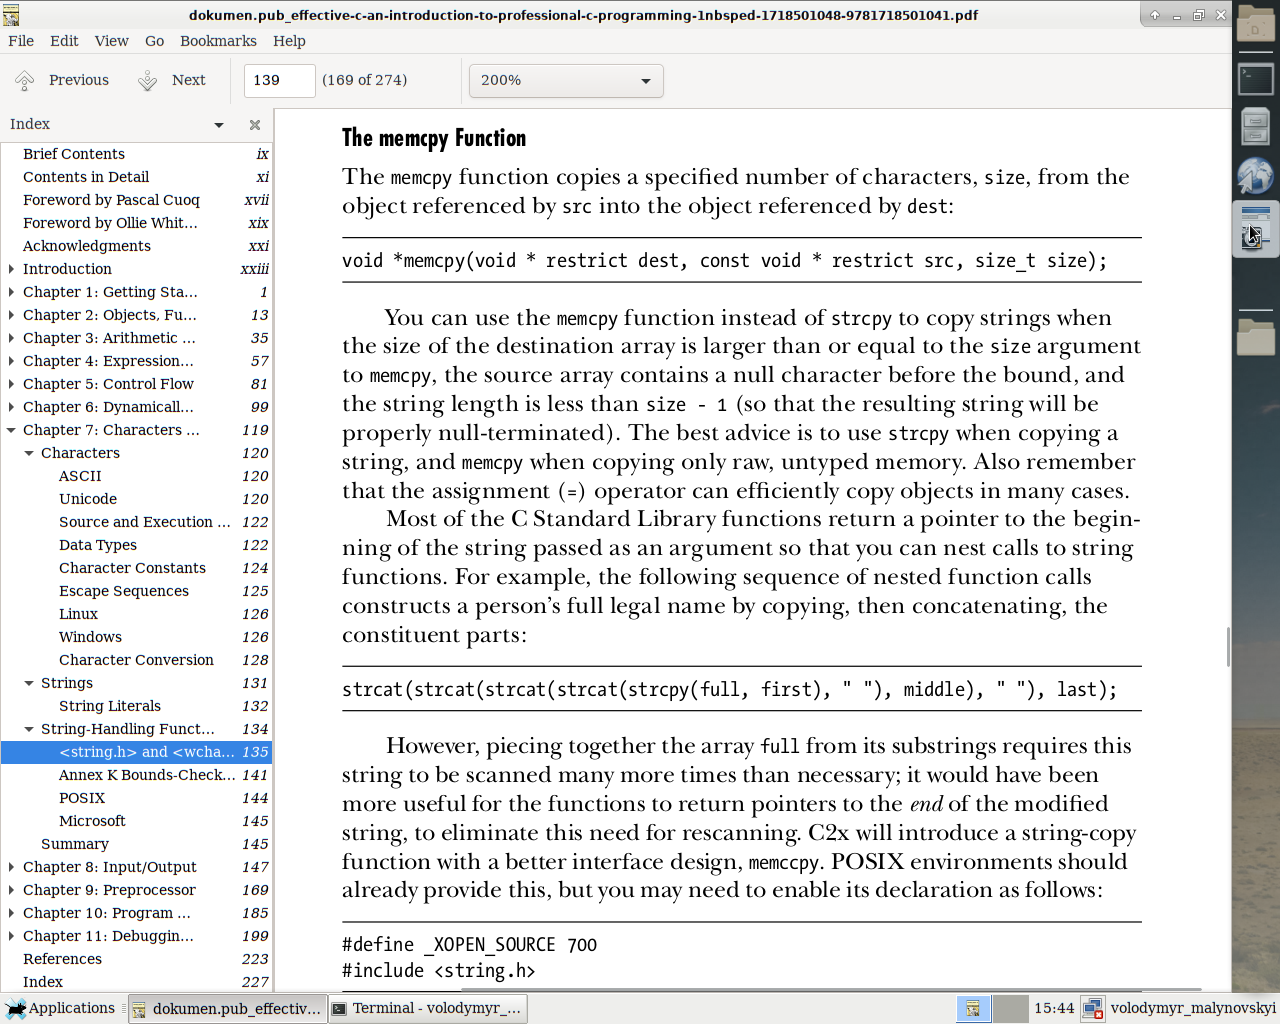 dokumen.pub_effective-c-an-introduction-to-professional-c-programming-1nbsped-1718501048-9781718501041.pdf
File Edit View Go Bookmarks Help
Previous Next 139 (169 of 274) 200%
Index
Brief Contents ix
Contents in Detail xi
Foreword by Pascal Cuoq xvii
Foreword by Ollie Whit... xix
Acknowledgments xxi
Introduction xxiii
Chapter 1: Getting Sta... 1
Chapter 2: Objects, Fu... 13
Chapter 3: Arithmetic ... 35
Chapter 4: Expression... 57
Chapter 5: Control Flow 81
Chapter 6: Dynamicall... 99
Chapter 7: Characters ... 119
Characters 120
ASCII 120
Unicode 120
Source and Execution ... 122
Data Types 122
Character Constants 124
Escape Sequences 125
Linux 126
Windows 126
Character Conversion 128
Strings 131
String Literals 132
String-Handling Funct... 134
<string.h> and <wcha... 135
Annex K Bounds-Check... 141
POSIX 144
Microsoft 145
Summary 145
Chapter 8: Input/Output 147
Chapter 9: Preprocessor 169
Chapter 10: Program ... 185
Chapter 11: Debuggin... 199
References 223
Index 227
The memcpy Function
The memcpy function copies a specified number of characters, size, from the
object referenced by src into the object referenced by dest:
void *memcpy(void * restrict dest, const void * restrict src, size_t size);
You can use the memcpy function instead of strcpy to copy strings when
the size of the destination array is larger than or equal to the size argument
to memcpy, the source array contains a null character before the bound, and
the string length is less than size - 1 (so that the resulting string will be
properly null-terminated). The best advice is to use strcpy when copying a
string, and memcpy when copying only raw, untyped memory. Also remember
that the assignment (=) operator can efficiently copy objects in many cases.
Most of the C Standard Library functions return a pointer to the begin-
ning of the string passed as an argument so that you can nest calls to string
functions. For example, the following sequence of nested function calls
constructs a person's full legal name by copying, then concatenating, the
constituent parts:
strcat(strcat(strcat(strcat(strcpy(full, first), " "), middle), " "), last);
However, piecing together the array full from its substrings requires this
string to be scanned many more times than necessary; it would have been
more useful for the functions to return pointers to the end of the modified
string, to eliminate this need for rescanning. C2x will introduce a string-copy
function with a better interface design, memccpy. POSIX environments should
already provide this, but you may need to enable its declaration as follows:
#define _XOPEN_SOURCE 700
#include <string.h>
Applications dokumen.pub_effectiv... Terminal - volodymyr_... 15:44 volodymyr_malynovskyi